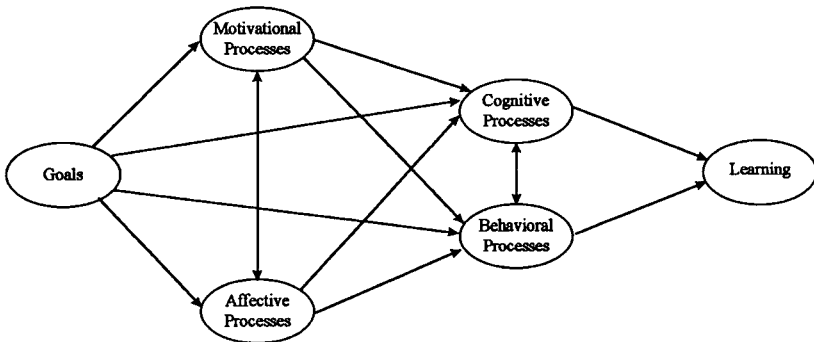 Motivational
Processes
Cognitive
Processes
Goals
Learning
Behavioral
Processes
Affective
Processes